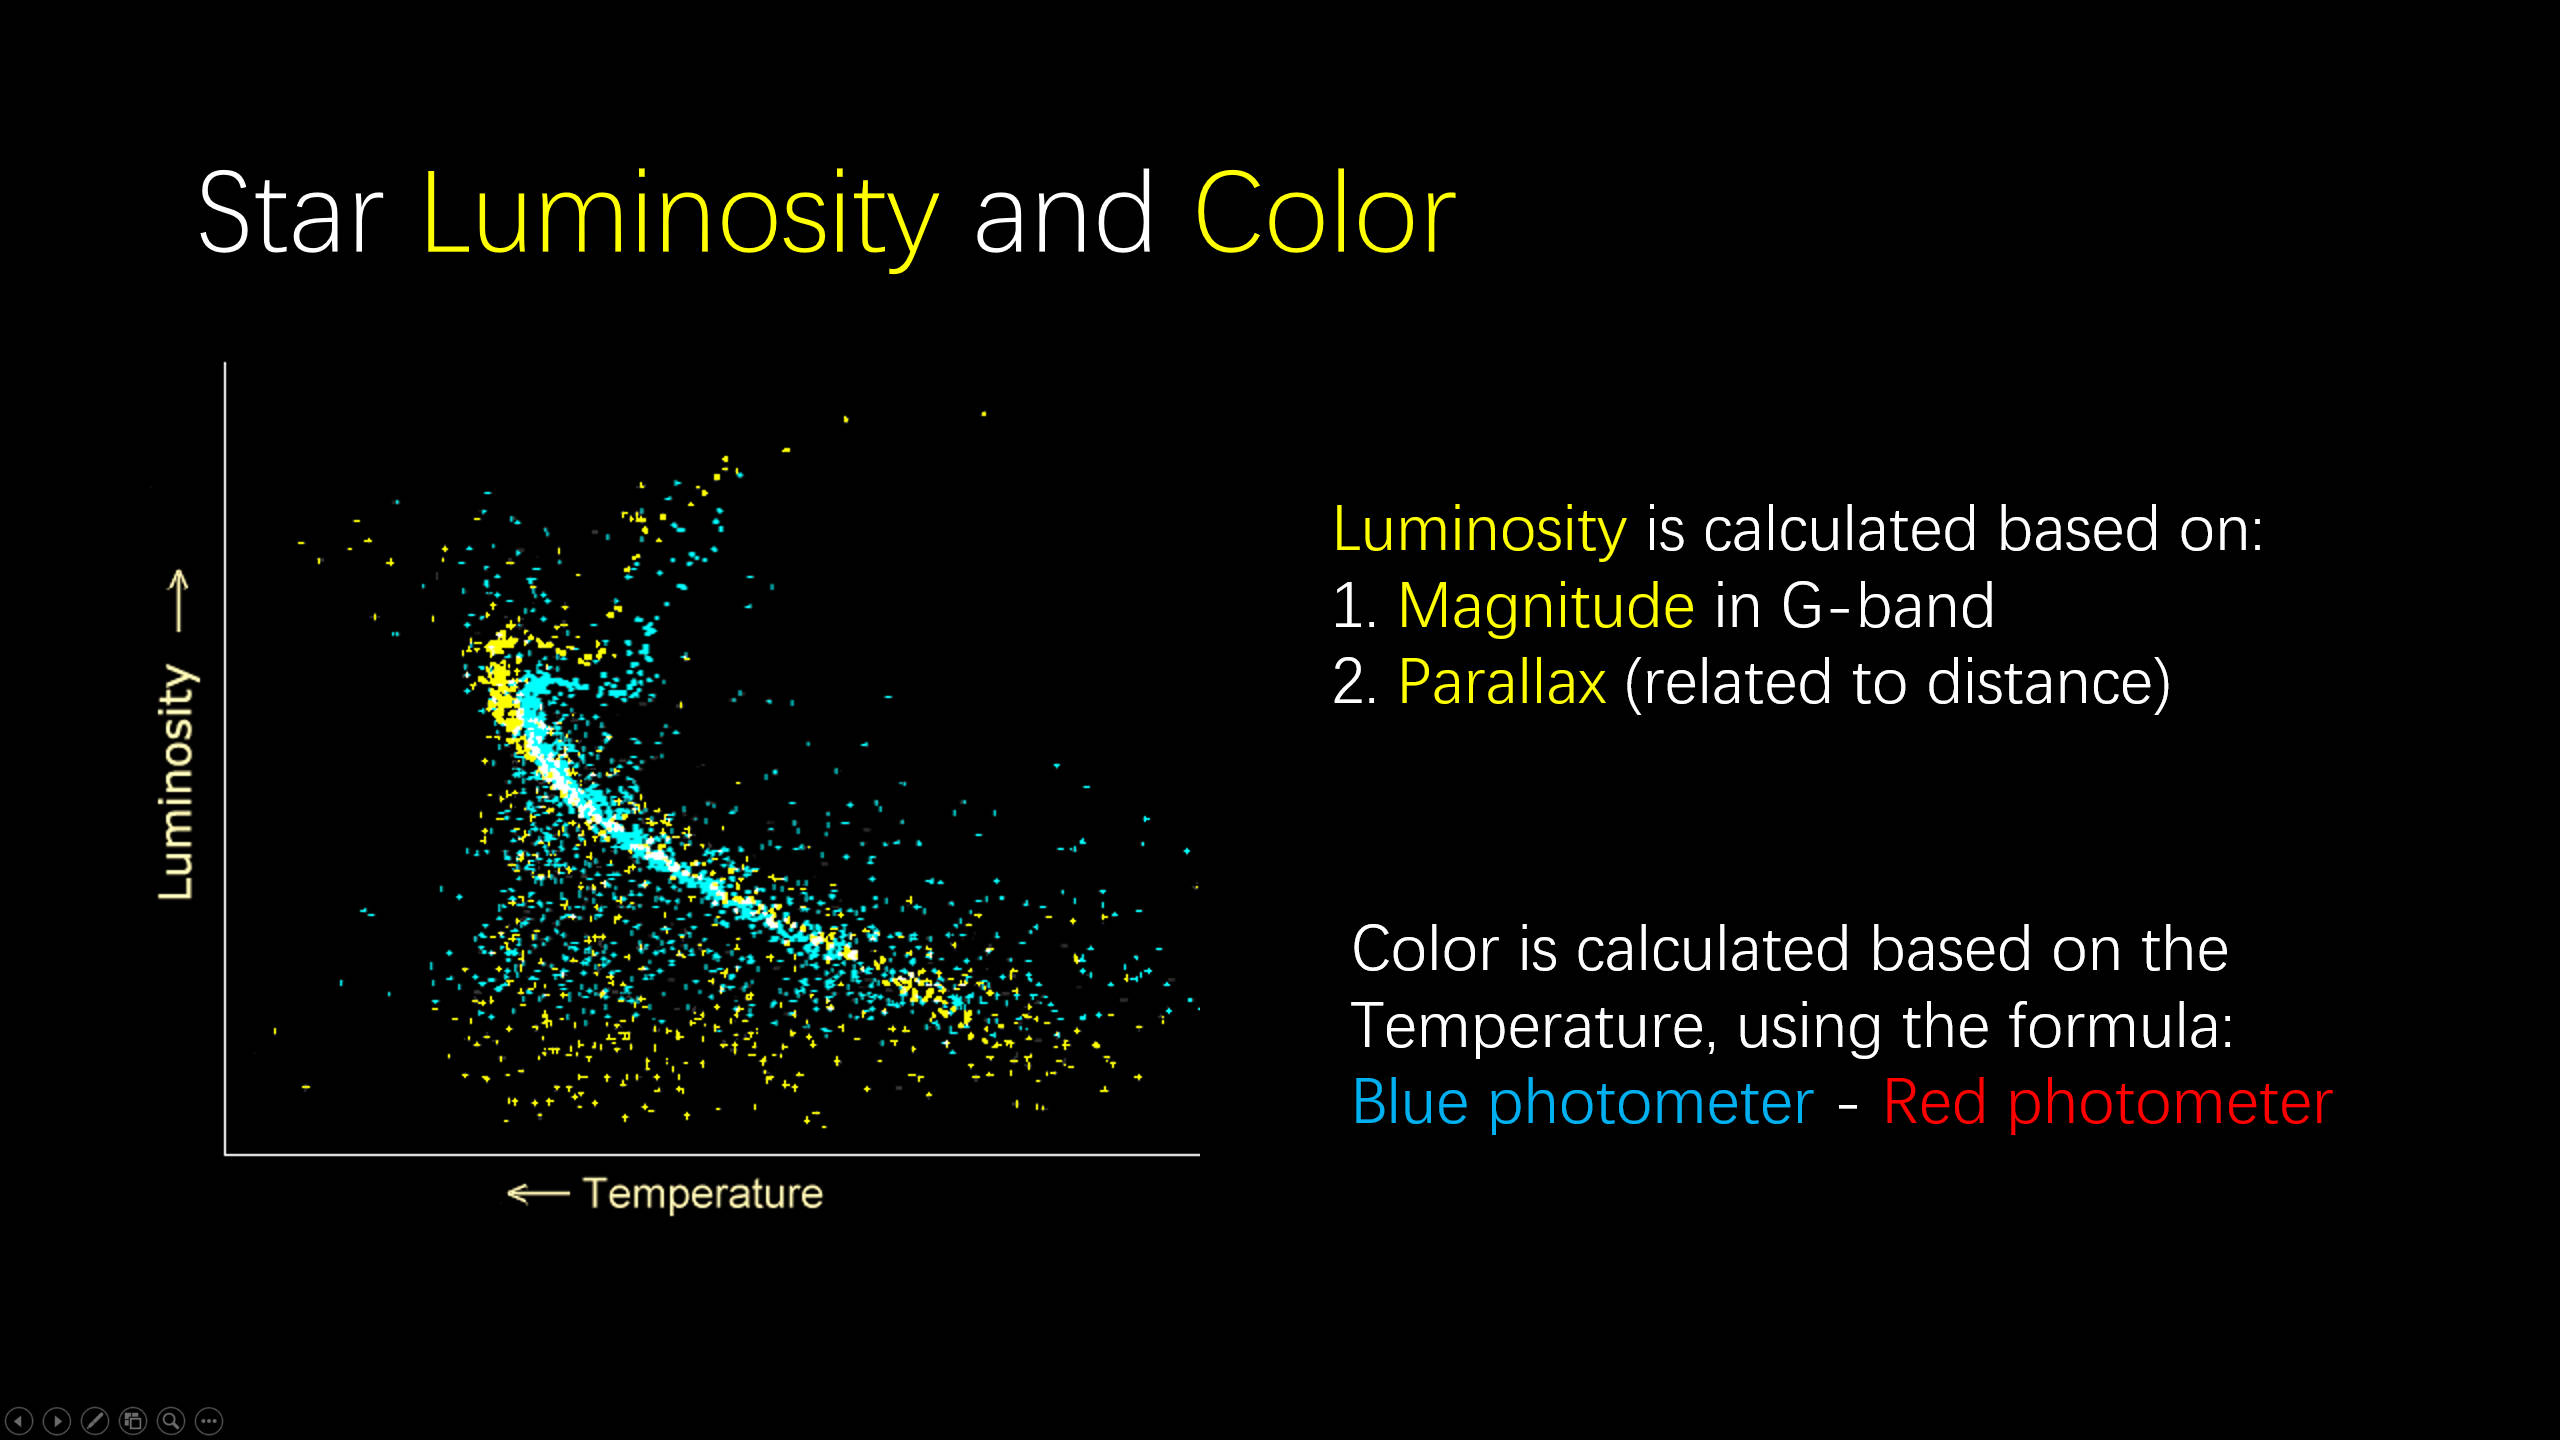 Star Luminosity and Color
Luminosity →
← Temperature
Luminosity is calculated based on:
1. Magnitude in G-band
2. Parallax (related to distance)
Color is calculated based on the
Temperature, using the formula:
Blue photometer - Red photometer